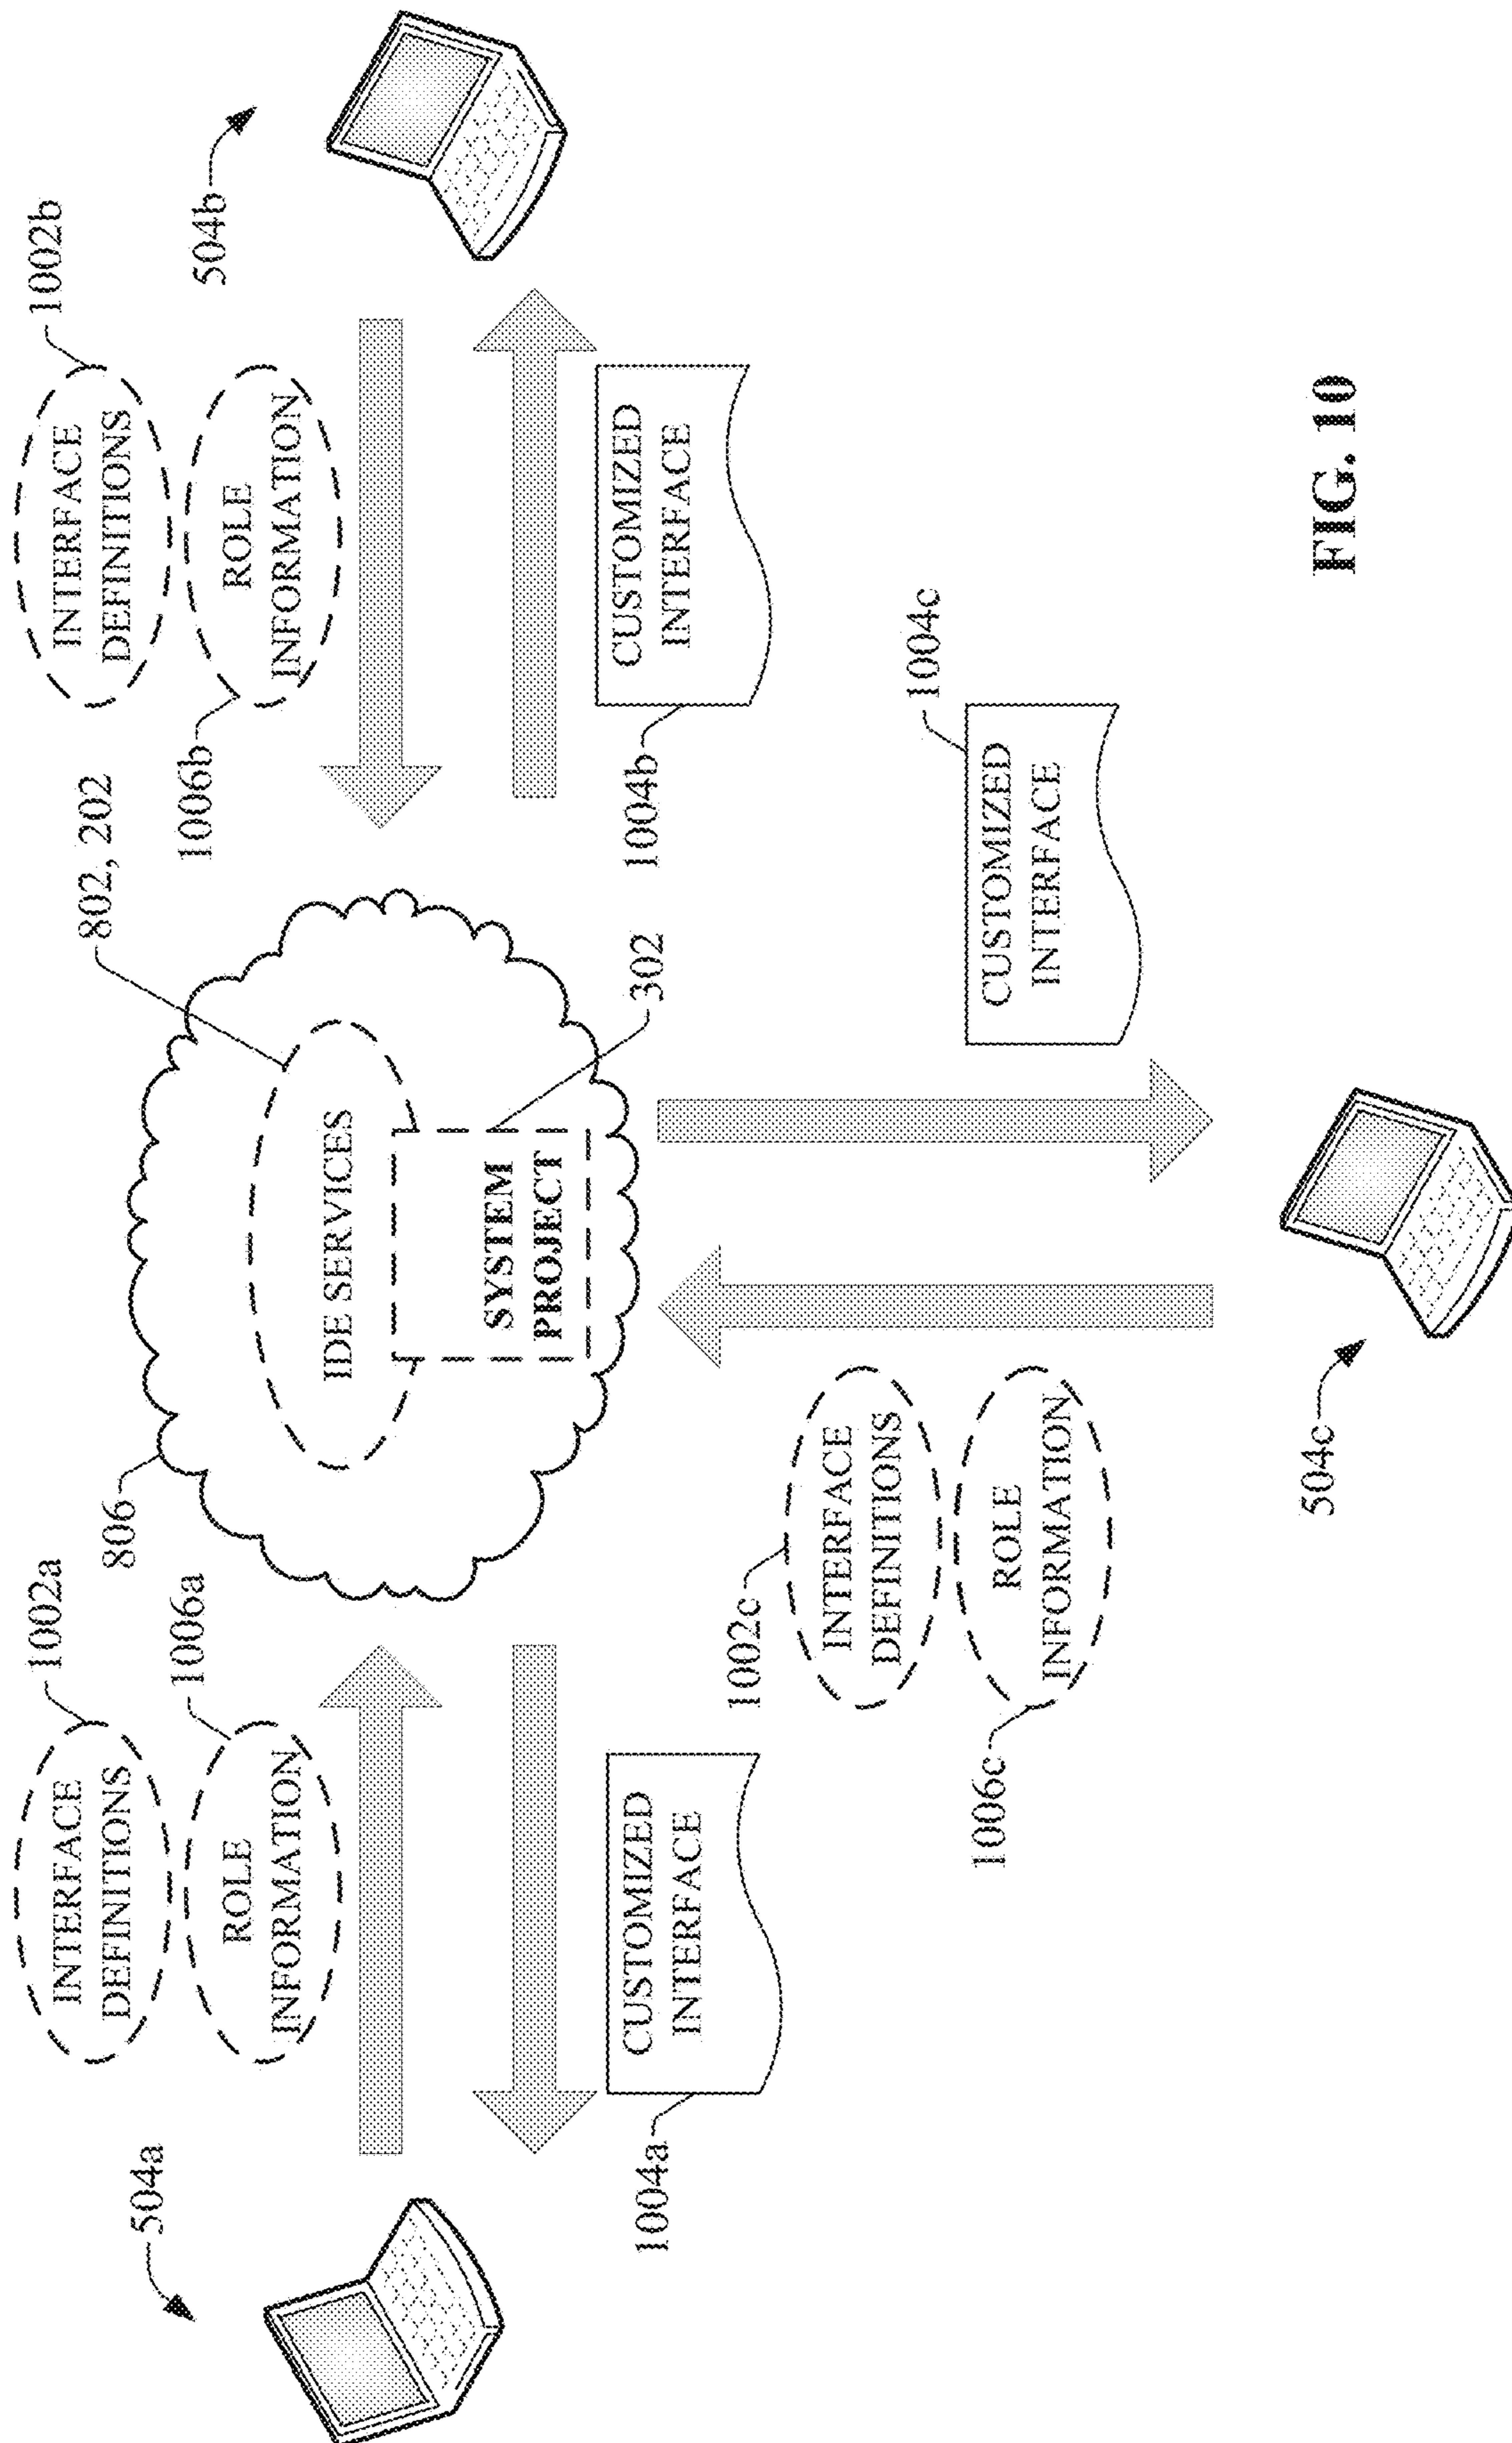 1002a
INTERFACE
DEFINITIONS
1006a
ROLE
INFORMATION
504a
CUSTOMIZED
INTERFACE
1004a
806
802, 202
IDE SERVICES
SYSTEM
PROJECT
302
1002b
INTERFACE
DEFINITIONS
ROLE
INFORMATION
1006b
504b
CUSTOMIZED
INTERFACE
1004b
1002c
INTERFACE
DEFINITIONS
ROLE
INFORMATION
1006c
1004c
CUSTOMIZED
INTERFACE
504c
FIG. 10